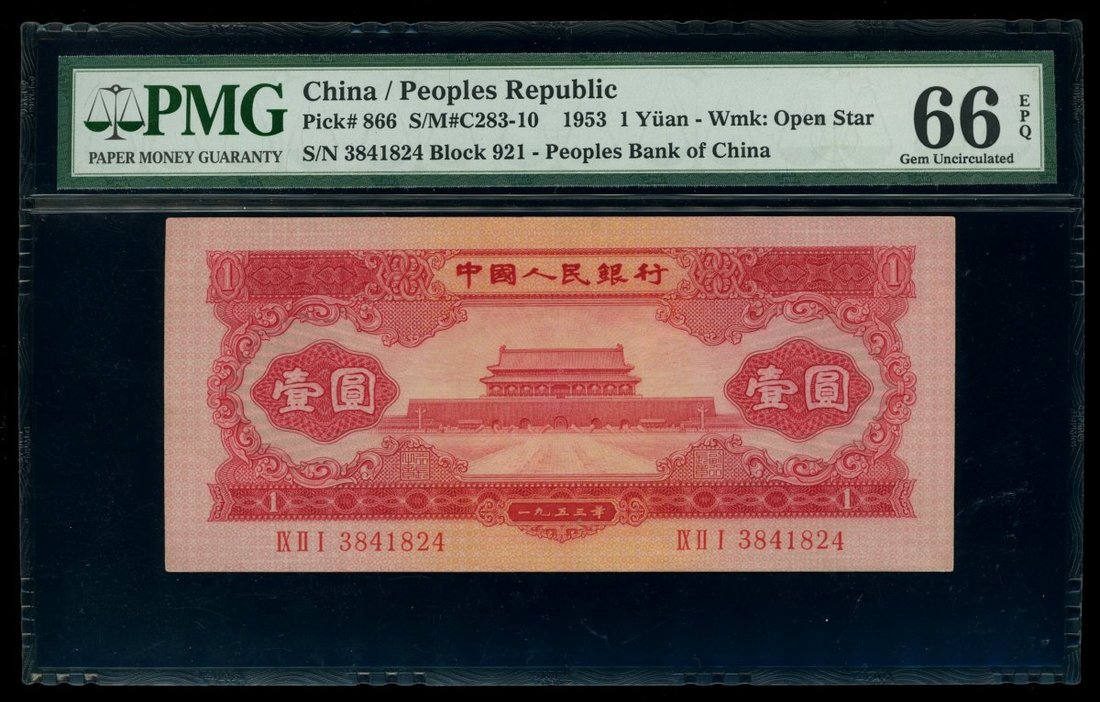 PMG
PAPER MONEY GUARANTY
China / Peoples Republic
Pick# 866 S/M#C283-10 1953 1 Yüan - Wmk: Open Star
S/N 3841824 Block 921 - Peoples Bank of China
66 EPQ
Gem Uncirculated
1 中國人民銀行 1
壹圓 壹圓
1 一九五三年 1
IX II I 3841824 IX II I 3841824